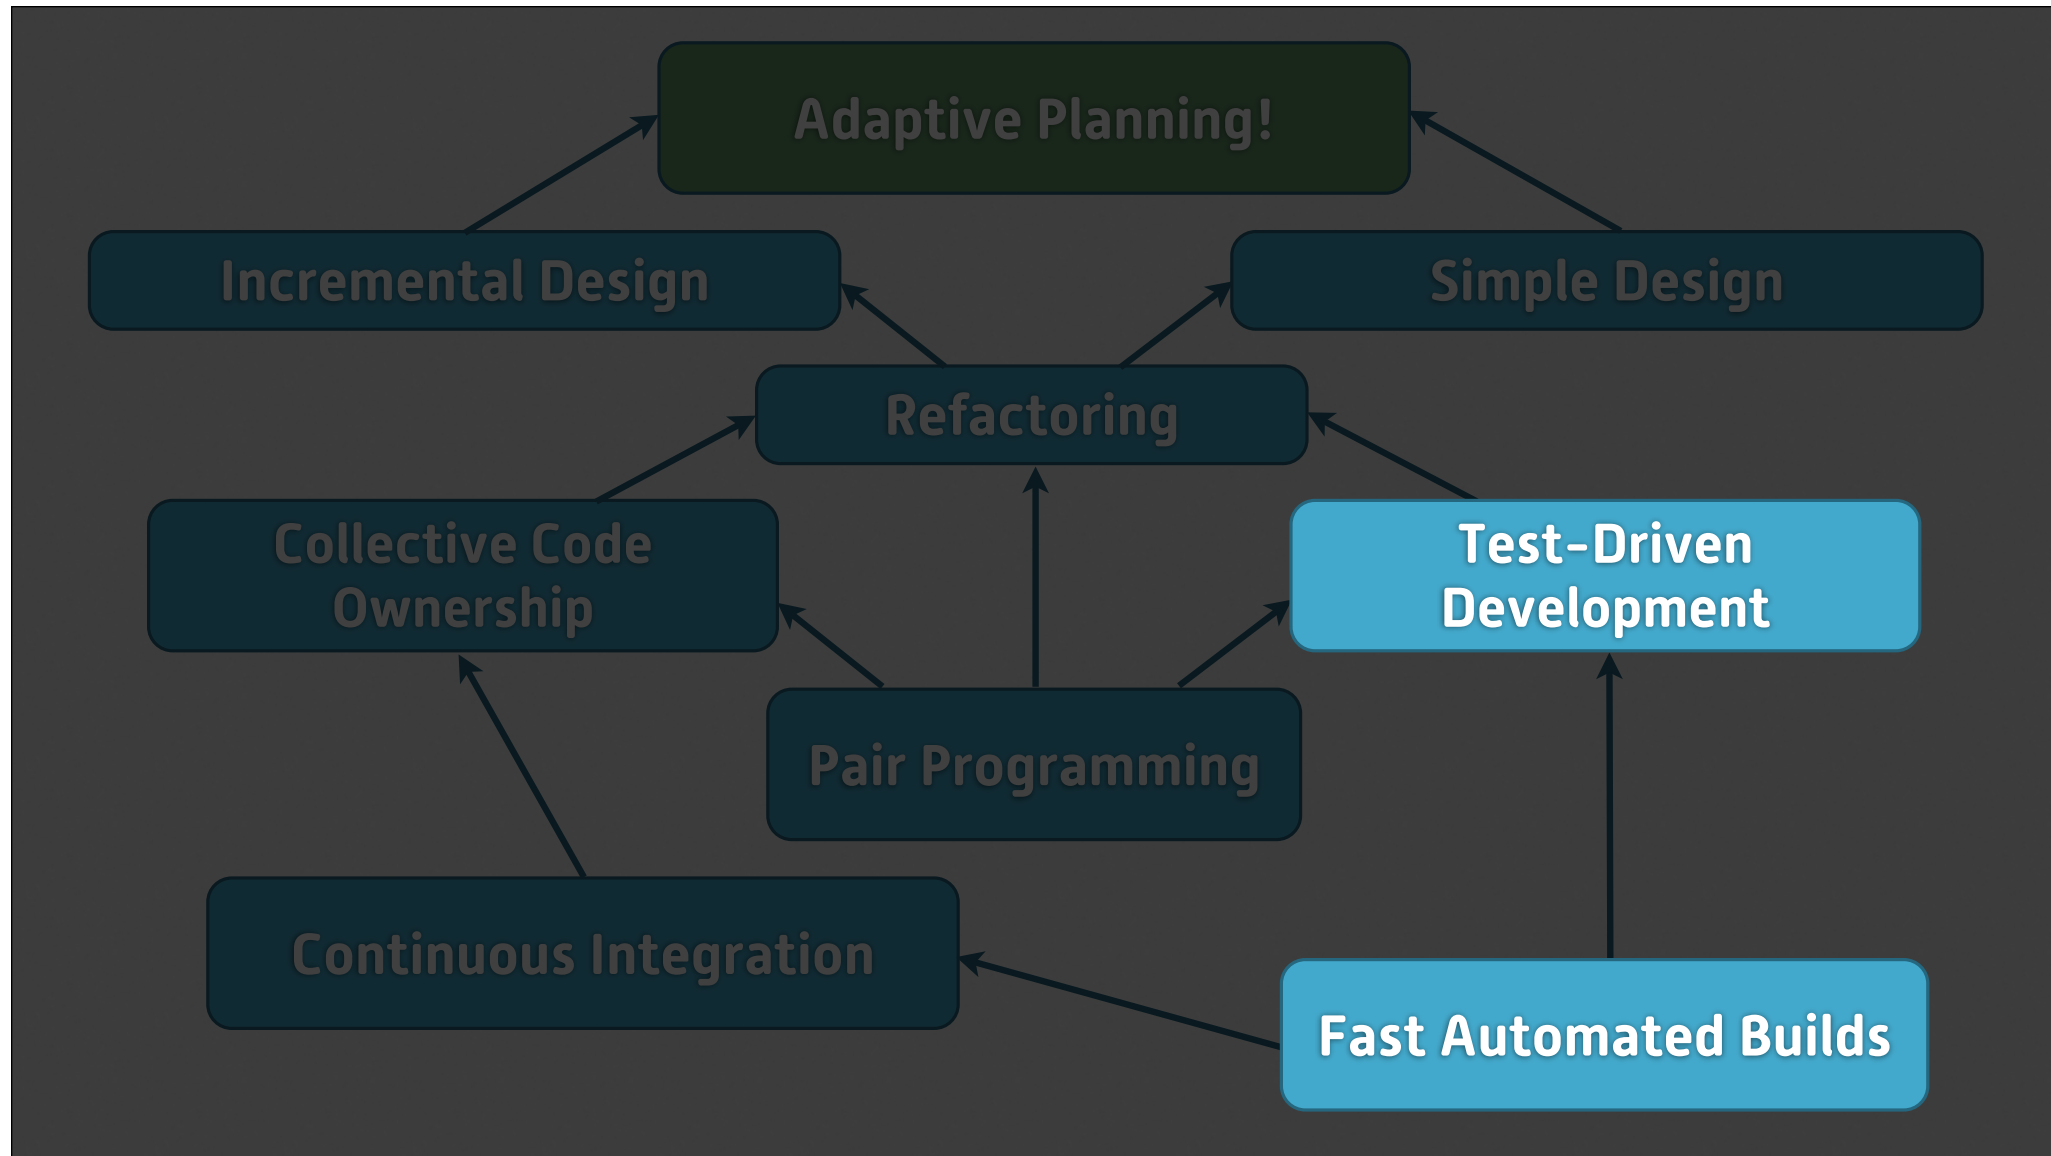 Adaptive Planning!
Incremental Design
Simple Design
Refactoring
Collective Code
Ownership
Test-Driven
Development
Pair Programming
Continuous Integration
Fast Automated Builds